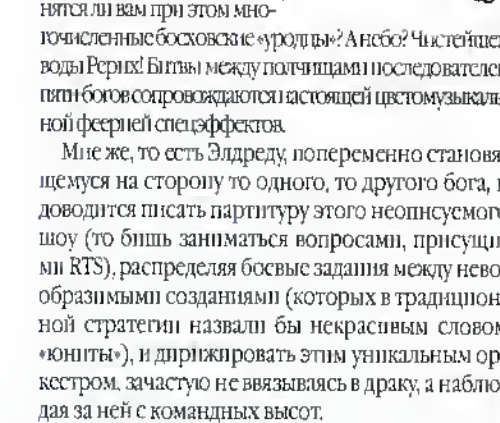 нятся ли вам при этом мно-
гочисленные босховские «уродцы»? А небо? Чистейшей
воды Рерих! Битвы между полчищами последователе
пяти богов сопровождаются настоящей цветомузыкаль
ной феерией спецэффектов.
Мне же, то есть Элдреду, попеременно становя
щемуся на сторону то одного, то другого бога,
доводится писать партитуру этого неописуемого
шоу (то бишь заниматься вопросами, присущи
ми RTS), распределяя боевые задания между нево
образимыми созданиями (которых в традицион
ной стратегии назвали бы некрасивым словом
«юниты»), и дирижировать этим уникальным ор
кестром, зачастую не ввязываясь в драку, а наблю
дая за ней с командных высот.